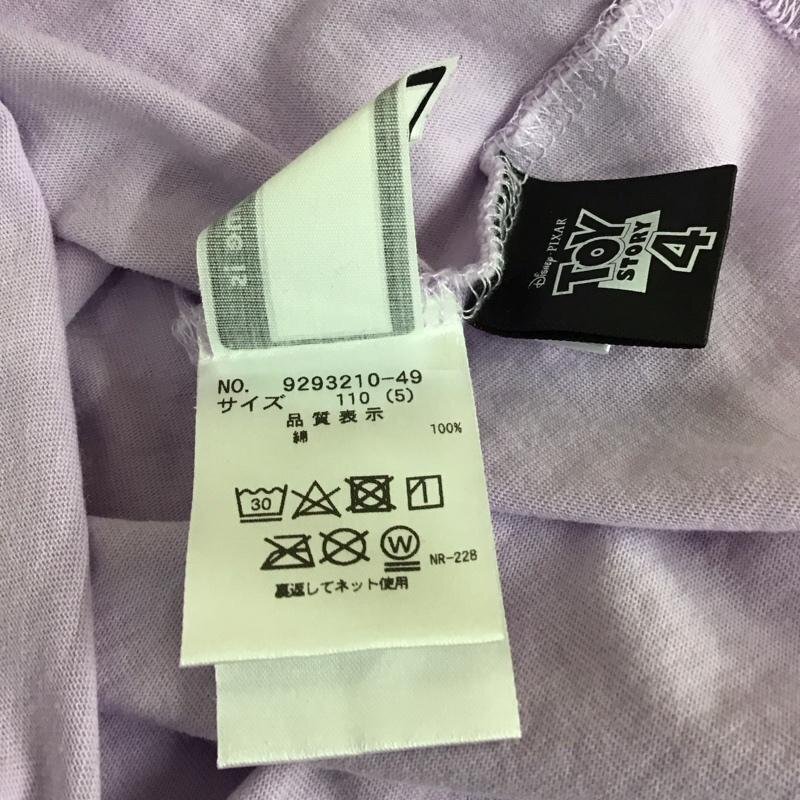 NO. 9293210-49
サイズ 110 (5)
品質表示
綿 100%
30
W
NR-228
裏返してネット使用
DISNEY PIXAR
TOY
STORY
4